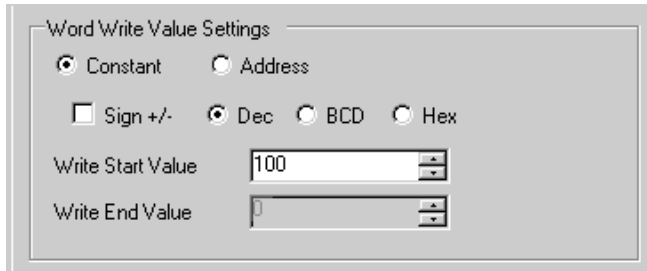 Word Write Value Settings
Constant Address
Sign +/- Dec BCD Hex
Write Start Value 100
Write End Value 0